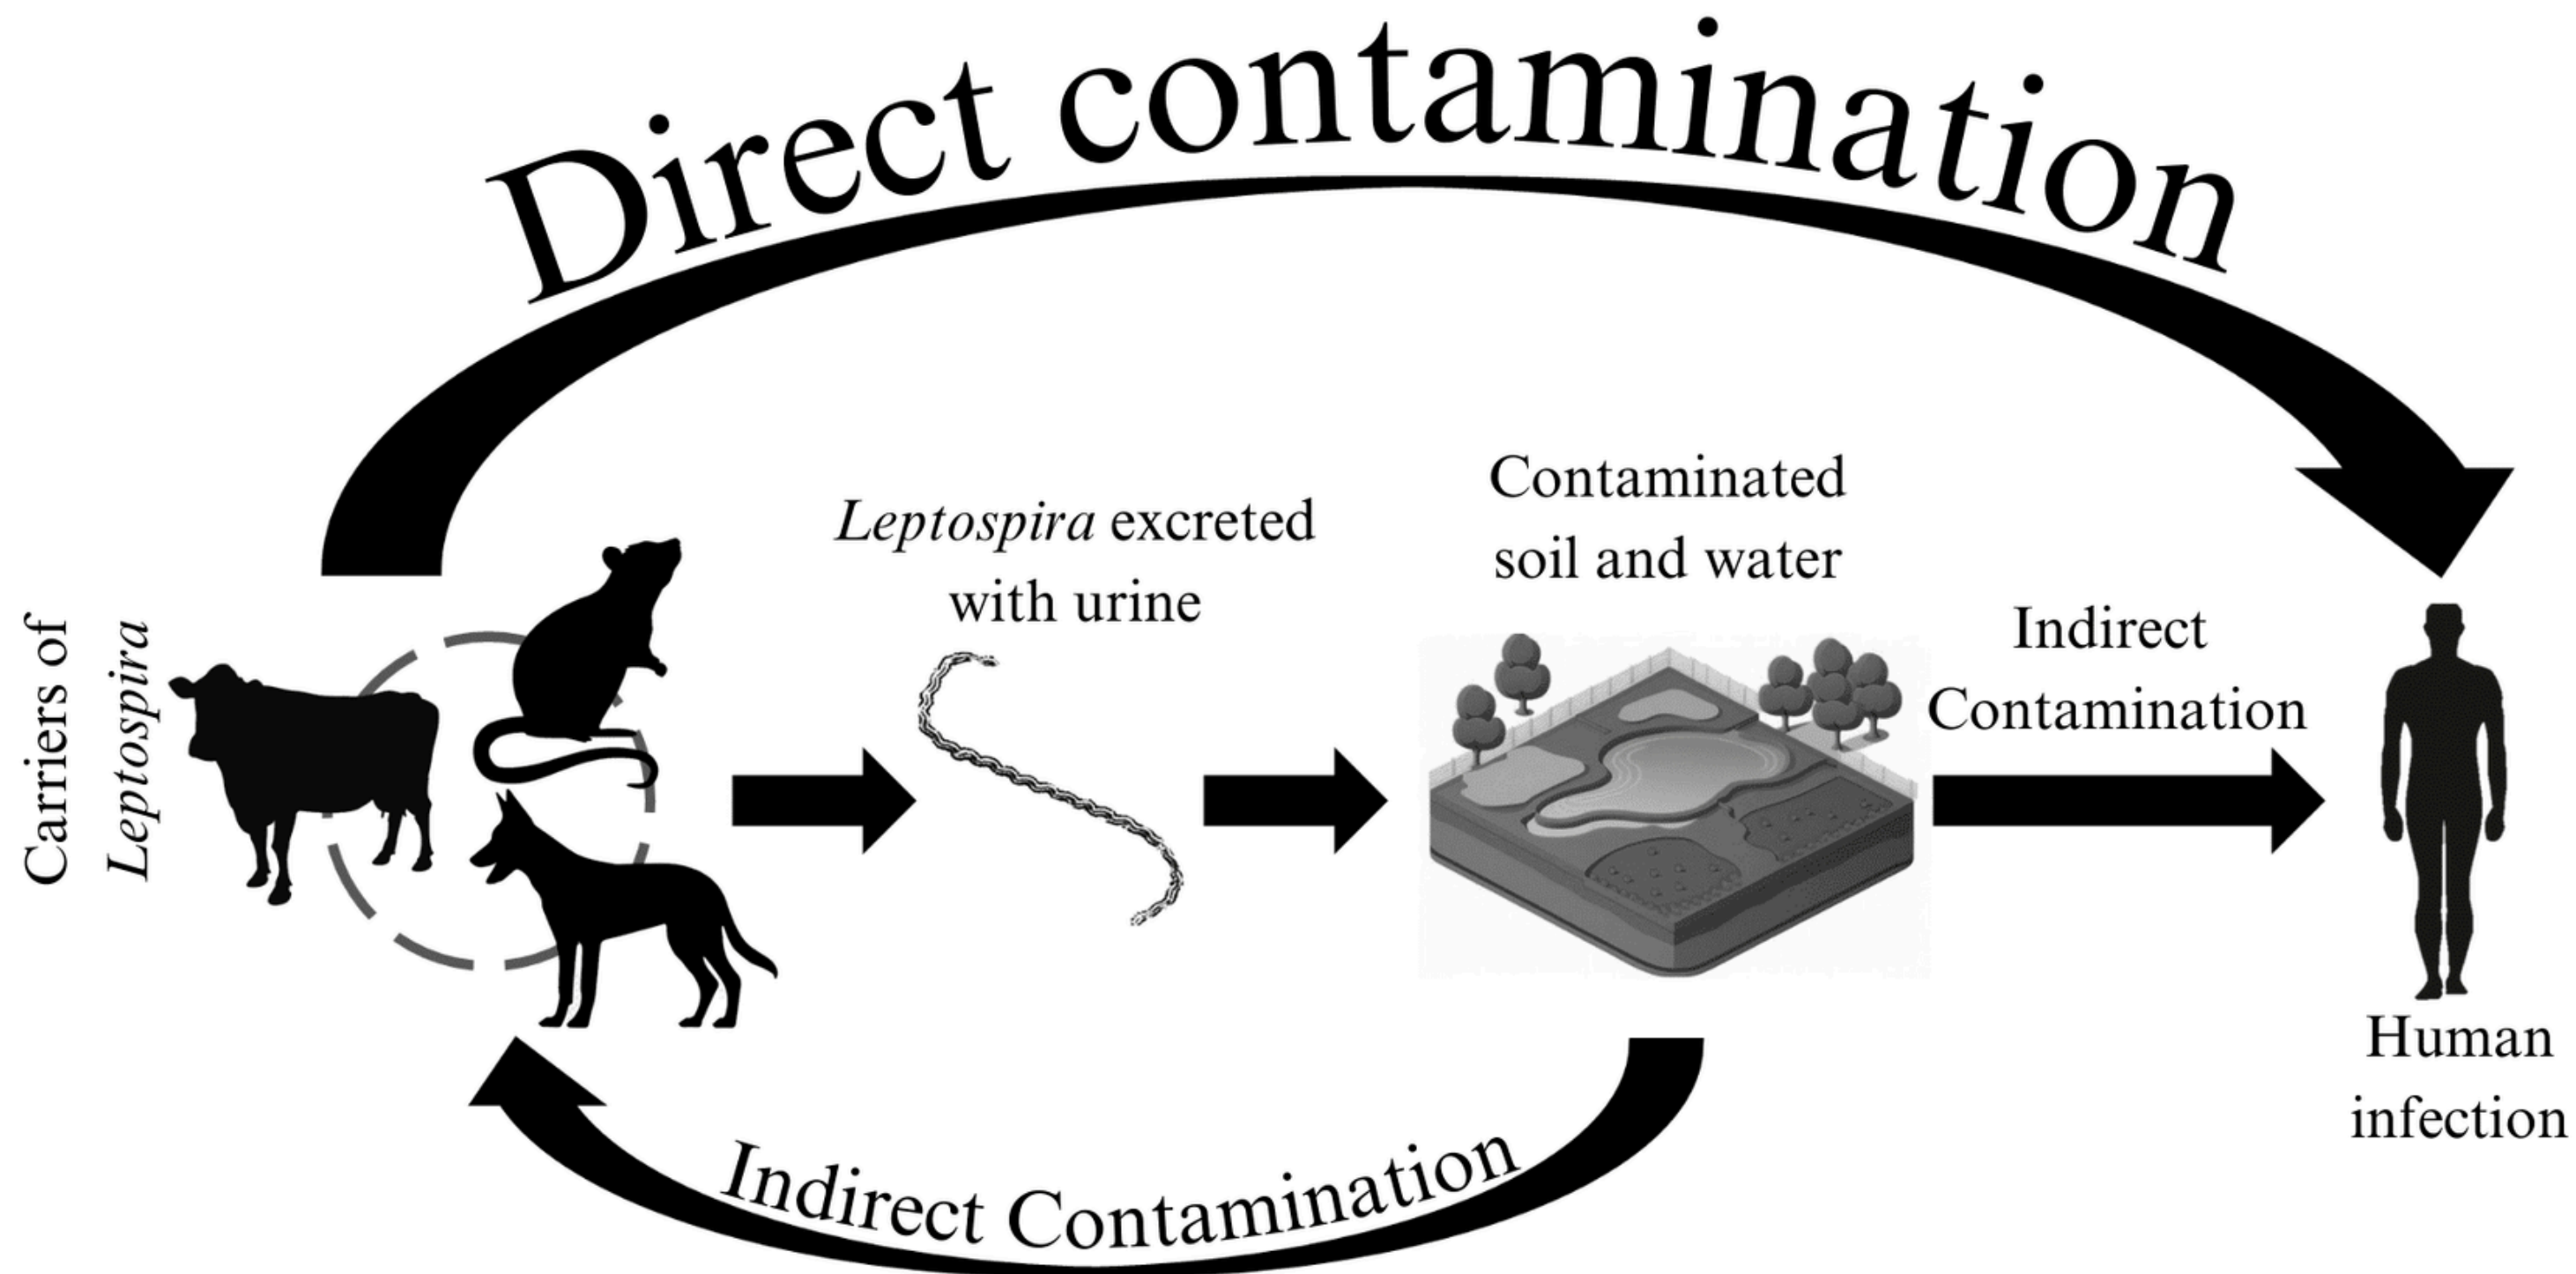 Direct contamination
Carriers of
Leptospira
Leptospira excreted
with urine
Contaminated
soil and water
Indirect
Contamination
Human
infection
Indirect Contamination